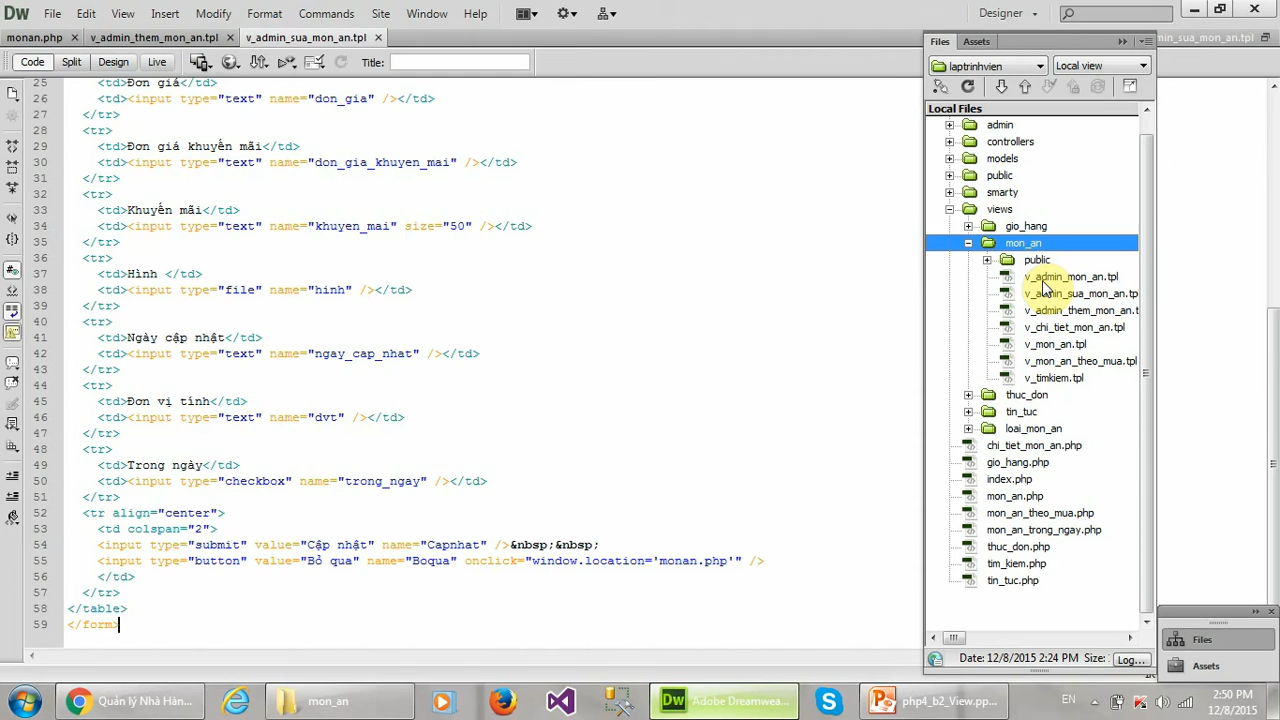 Dw File Edit View Insert Modify Format Commands Site Window Help Designer
monan.php × v_admin_them_mon_an.tpl × v_admin_sua_mon_an.tpl ×
Code Split Design Live Title:
25 <td>Đơn giá</td>
26 <td><input type="text" name="don_gia" /></td>
27 </tr>
28 <tr>
29 <td>Đơn giá khuyến mãi</td>
30 <td><input type="text" name="don_gia_khuyen_mai" /></td>
31 </tr>
32 <tr>
33 <td>Khuyến mãi</td>
34 <td><input type="text" name="khuyen_mai" size="50" /></td>
35 </tr>
36 <tr>
37 <td>Hình </td>
38 <td><input type="file" name="hinh" /></td>
39 </tr>
40 <tr>
41 <td>Ngày cập nhật</td>
42 <td><input type="text" name="ngay_cap_nhat" /></td>
43 </tr>
44 <tr>
45 <td>Đơn vị tính</td>
46 <td><input type="text" name="dvt" /></td>
47 </tr>
48 <tr>
49 <td>Trong ngày</td>
50 <td><input type="checkbox" name="trong_ngay" /></td>
51 </tr>
52 <tr align="center">
53 <td colspan="2">
54 <input type="submit" value="Cập nhật" name="Capnhat" />&nbsp;&nbsp;
55 <input type="button" value="Bỏ qua" name="Boqua" onclick="window.location='monan.php'" />
56 </td>
57 </tr>
58 </table>
59 </form>
Files Assets
min_sua_mon_an.tpl
laptrinhvien Local view
Local Files
admin
controllers
models
public
smarty
views
gio_hang
mon_an
public
v_admin_mon_an.tpl
v_admin_sua_mon_an.tp
v_admin_them_mon_an.t
v_chi_tiet_mon_an.tpl
v_mon_an.tpl
v_mon_an_theo_mua.tpl
v_timkiem.tpl
thuc_don
tin_tuc
loai_mon_an
chi_tiet_mon_an.php
gio_hang.php
index.php
mon_an.php
mon_an_theo_mua.php
mon_an_trong_ngay.php
thuc_don.php
tim_kiem.php
tin_tuc.php
Date: 12/8/2015 2:24 PM Size: Log...
Files
Assets
Quản lý Nhà Hàn... mon_an Dw Adobe Dreamwea... php4_b2_View.pp... EN
2:50 PM
12/8/2015